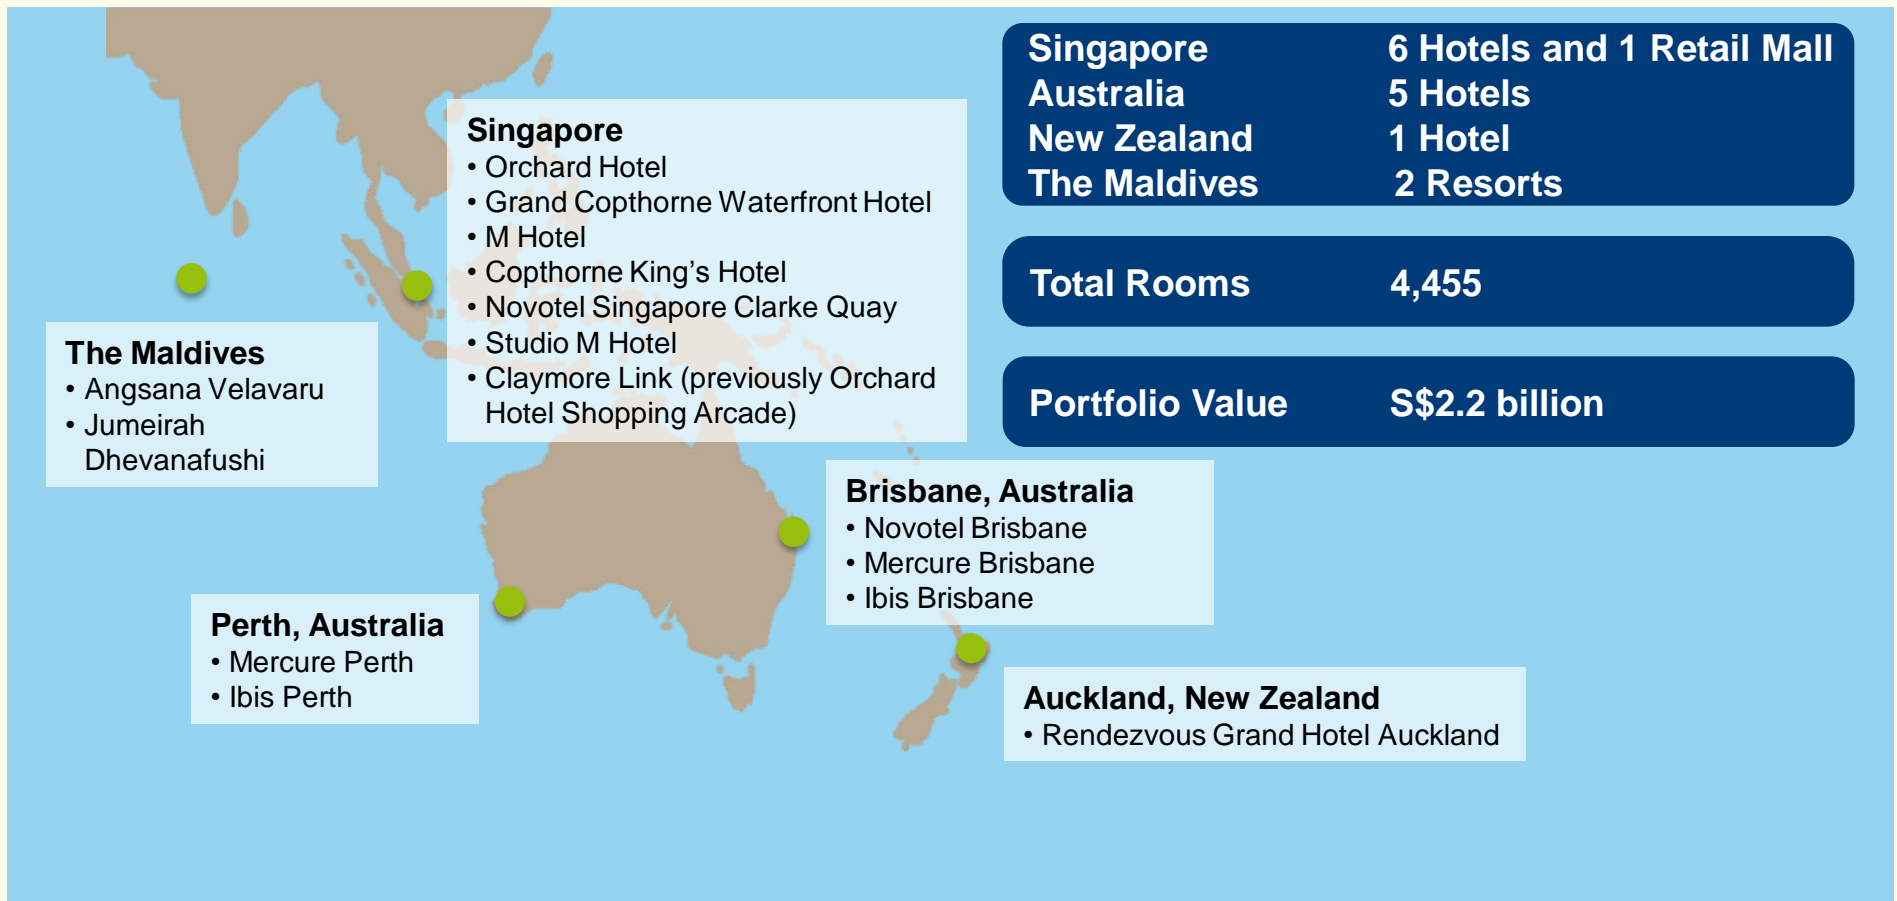 Singapore 6 Hotels and 1 Retail Mall
Australia 5 Hotels
New Zealand 1 Hotel
The Maldives 2 Resorts
Total Rooms 4,455
Portfolio Value S$2.2 billion
Singapore
• Orchard Hotel
• Grand Copthorne Waterfront Hotel
• M Hotel
• Copthorne King’s Hotel
• Novotel Singapore Clarke Quay
• Studio M Hotel
• Claymore Link (previously Orchard
Hotel Shopping Arcade)
The Maldives
• Angsana Velavaru
• Jumeirah
Dhevanafushi
Brisbane, Australia
• Novotel Brisbane
• Mercure Brisbane
• Ibis Brisbane
Perth, Australia
• Mercure Perth
• Ibis Perth
Auckland, New Zealand
• Rendezvous Grand Hotel Auckland